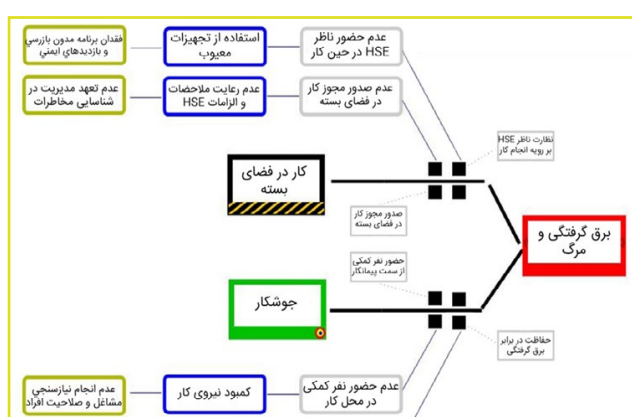 فقدان برنامه مدون بازرسي
و بازديدهاي ايمني
استفاده از تجهیزات
معیوب
عدم حضور ناظر
HSE در حین کار
عدم تعهد مدیریت در
شناسایی مخاطرات
عدم رعایت ملاحضات
و الزامات HSE
عدم صدور مجوز کار
در فضای بسته
نظارت ناظر HSE
بر رویه انجام کار
کار در فضای
بسته
صدور مجوز کار
در فضای بسته
برق گرفتگی و
مرگ
حضور نفر کمکی
از سمت پیمانکار
جوشکار
حفاظت در برابر
برق گرفتگی
عدم انجام نیازسنجي
مشاغل و صلاحیت افراد
کمبود نیروی کار
عدم حضور نفر کمکی
در محل کار